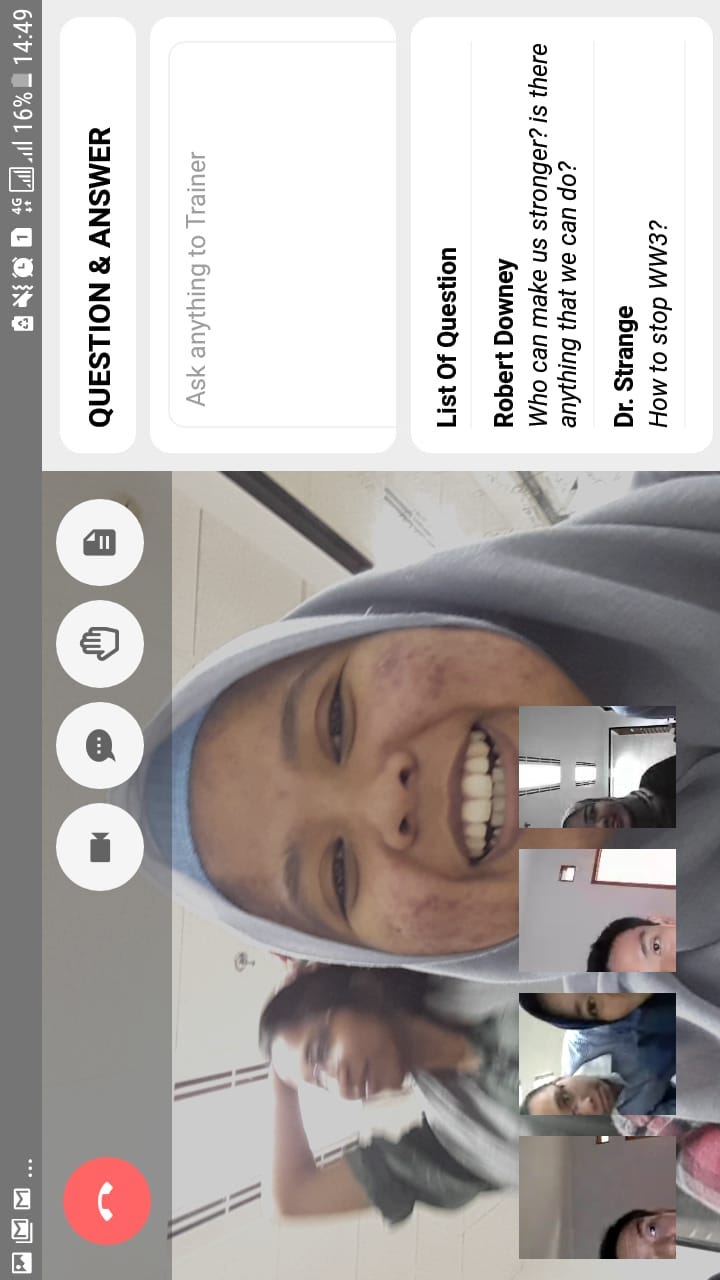 4G 16% 14:49
QUESTION & ANSWER
Ask anything to Trainer
List Of Question
Robert Downey
Who can make us stronger? is there
anything that we can do?
Dr. Strange
How to stop WW3?